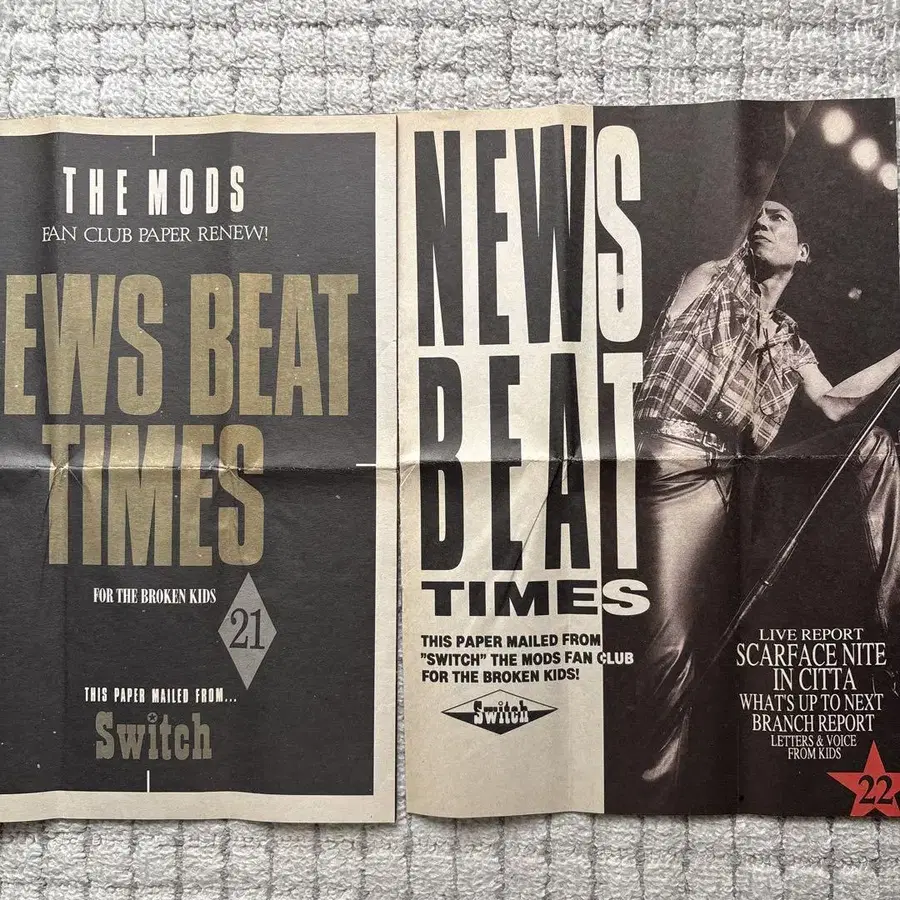 THE MODS
FAN CLUB PAPER RENEW!
EWS BEAT
TIMES
FOR THE BROKEN KIDS
21
THIS PAPER MAILED FROM...
Switch
NEWS
BEAT
TIMES
THIS PAPER MAILED FROM
"SWITCH" THE MODS FAN CLUB
FOR THE BROKEN KIDS!
Switch
LIVE REPORT
SCARFACE NITE
IN CITTA
WHAT'S UP TO NEXT
BRANCH REPORT
LETTERS & VOICE
FROM KIDS
22